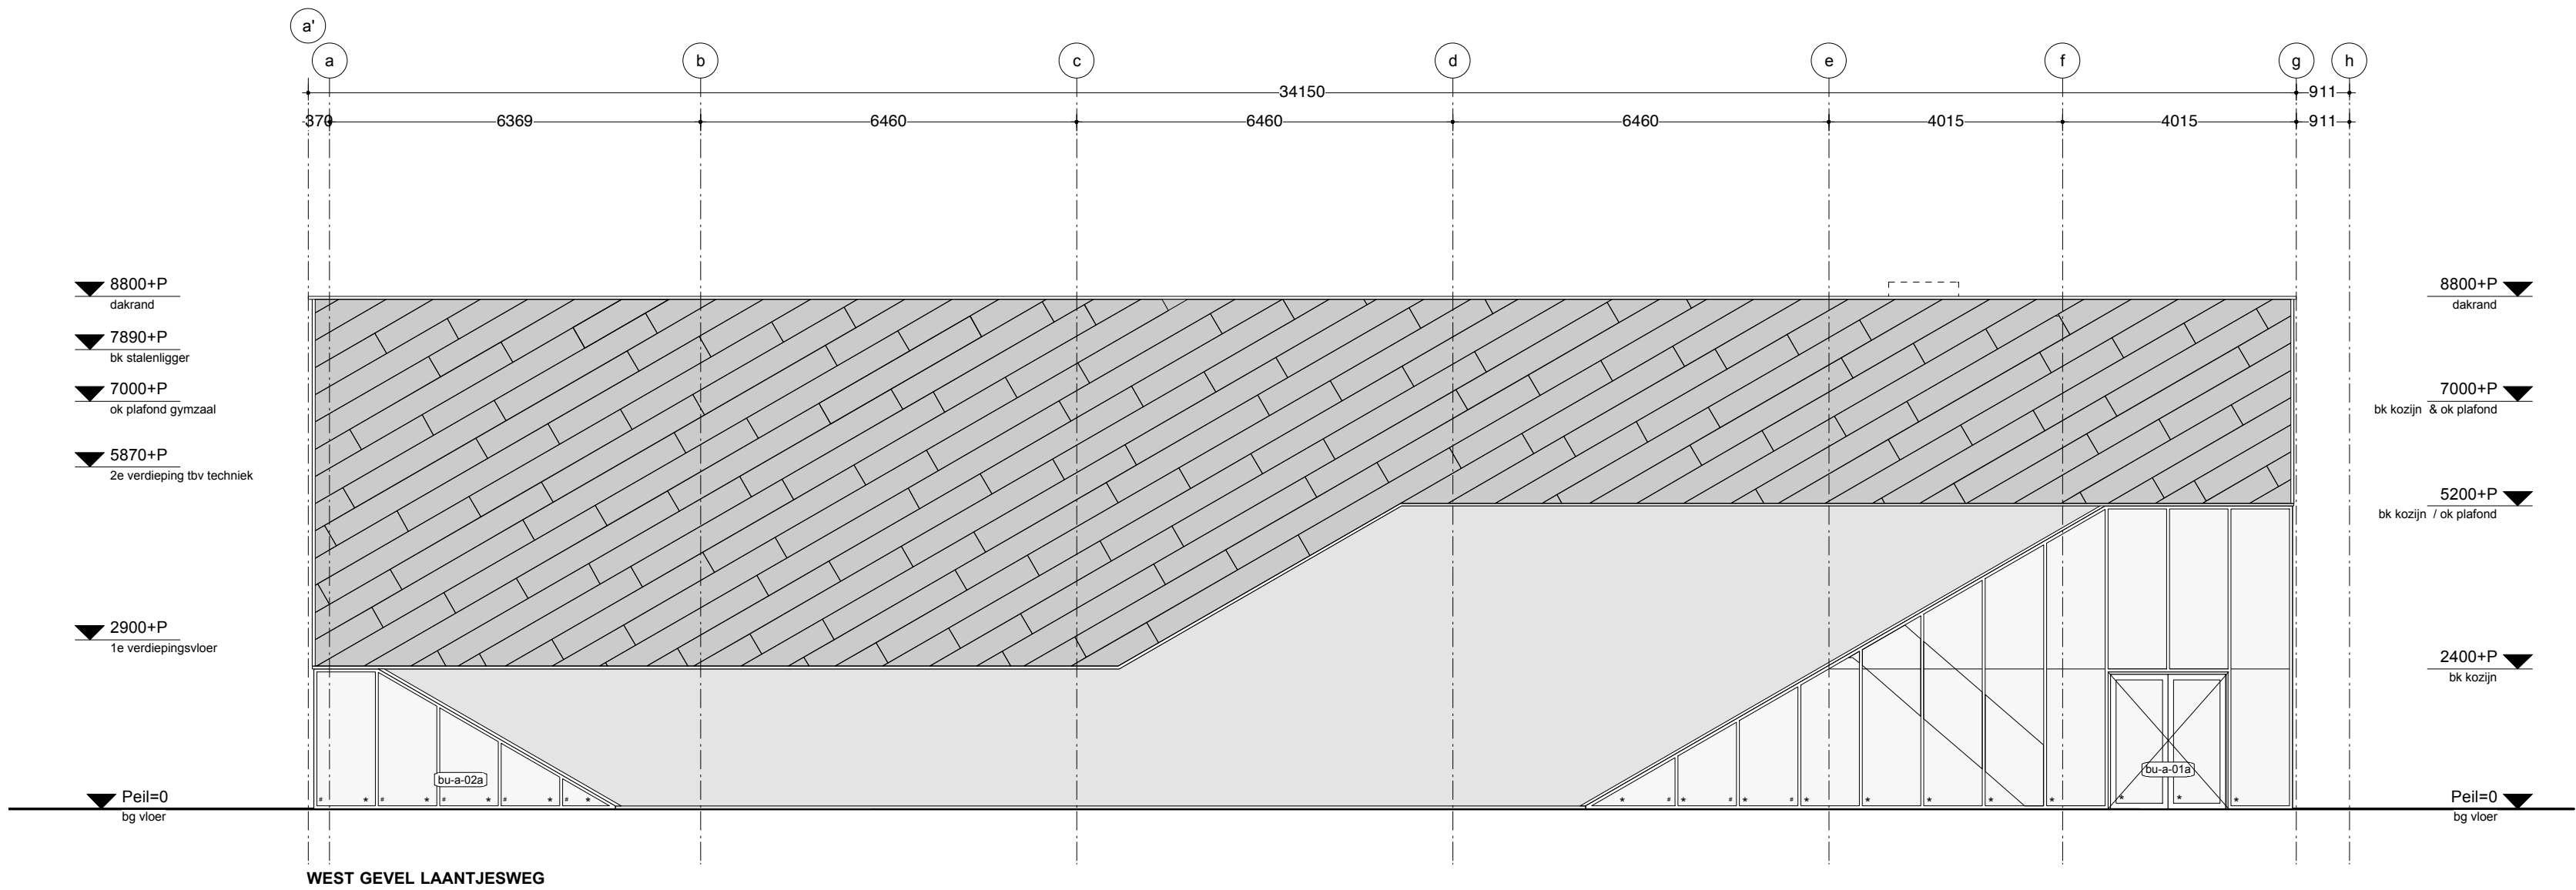 a'
a b c d e f g h
34150 911
370 6369 6460 6460 6460 4015 4015 911
8800+P
dakrand
7890+P
bk stalenligger
7000+P
ok plafond gymzaal
5870+P
2e verdieping tbv techniek
2900+P
1e verdiepingsvloer
Peil=0
bg vloer
8800+P
dakrand
7000+P
bk kozijn & ok plafond
5200+P
bk kozijn / ok plafond
2400+P
bk kozijn
Peil=0
bg vloer
bu-a-02a
bu-a-01a
# * # * # * # * # *
* # * # * # * * * * * * * *
WEST GEVEL LAANTJESWEG